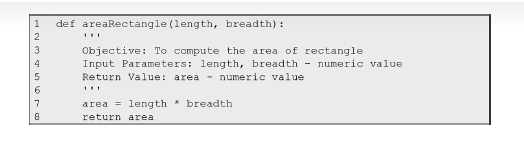 1 def areaRectangle(length, breadth):
2     '''
3     Objective: To compute the area of rectangle
4     Input Parameters: length, breadth - numeric value
5     Return Value: area - numeric value
6     '''
7     area = length * breadth
8     return area